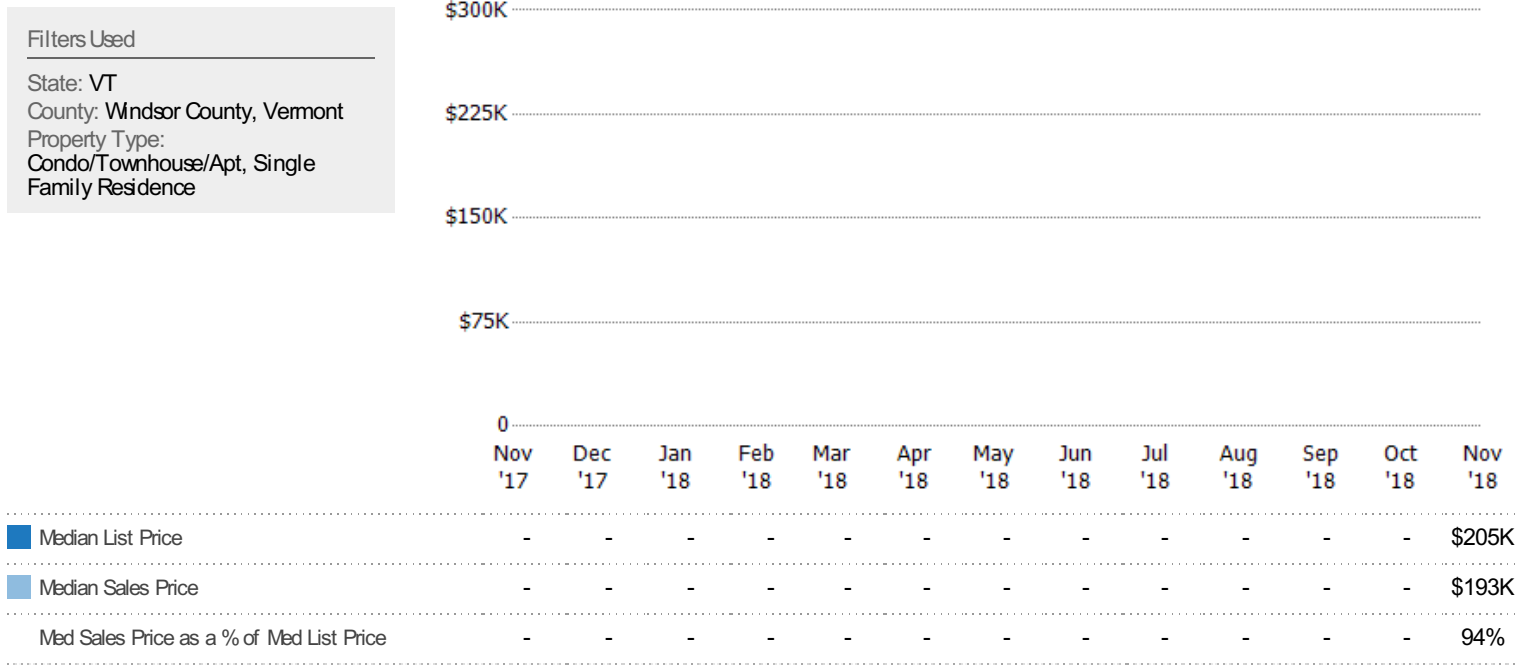 Filters Used
State: VT
County: Windsor County, Vermont
Property Type:
Condo/Townhouse/Apt, Single
Family Residence
$300K
$225K
$150K
$75K
0
Nov Dec Jan Feb Mar Apr May Jun Jul Aug Sep Oct Nov
'17 '17 '18 '18 '18 '18 '18 '18 '18 '18 '18 '18 '18
Median List Price - - - - - - - - - - - - $205K
Median Sales Price - - - - - - - - - - - - $193K
Med Sales Price as a % of Med List Price - - - - - - - - - - - - 94%